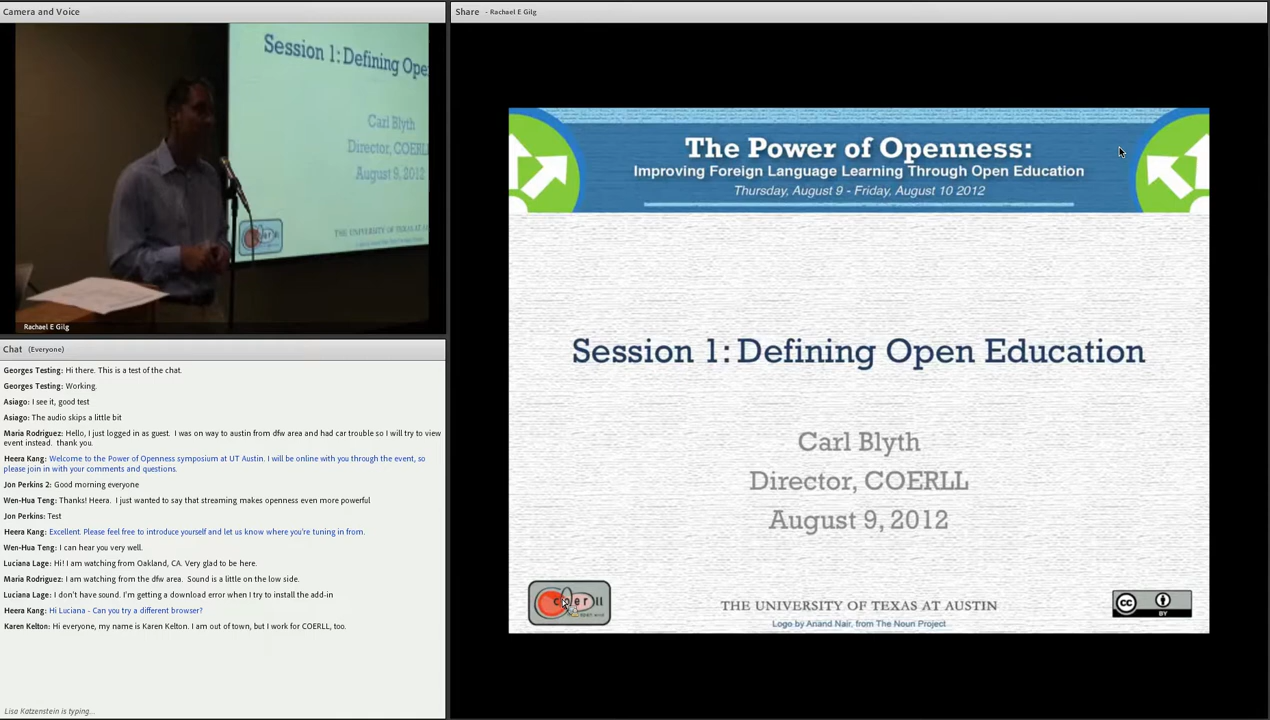 Camera and Voice
Session 1: Defining Ope
Carl Blyth
Director, COERLL
August 9, 2012
THE UNIVERSITY OF TEXAS AT
Rachael E Gilg
Chat (Everyone)
Georges Testing: Hi there. This is a test of the chat.
Georges Testing: Working.
Asiago: I see it, good test
Asiago: The audio skips a little bit
Maria Rodriguez: Hello, I just logged in as guest. I was on way to austin from dfw area and had car trouble so I will try to view
event instead. thank you.
Heera Kang: Welcome to the Power of Openness symposium at UT Austin. I will be online with you through the event, so
please join in with your comments and questions.
Jon Perkins 2: Good morning everyone
Wen-Hua Teng: Thanks! Heera. I just wanted to say that streaming makes openness even more powerful
Jon Perkins: Test
Heera Kang: Excellent. Please feel free to introduce yourself and let us know where you're tuning in from.
Wen-Hua Teng: I can hear you very well.
Luciana Lage: Hi! I am watching from Oakland, CA. Very glad to be here.
Maria Rodriguez: I am watching from the dfw area. Sound is a little on the low side.
Luciana Lage: I don't have sound. I'm getting a download error when I try to install the add-in
Heera Kang: Hi Luciana - Can you try a different browser?
Karen Kelton: Hi everyone, my name is Karen Kelton. I am out of town, but I work for COERLL, too.
Lisa Katzenstein is typing...
Share - Rachael E Gilg
The Power of Openness:
Improving Foreign Language Learning Through Open Education
Thursday, August 9 - Friday, August 10 2012
Session 1: Defining Open Education
Carl Blyth
Director, COERLL
August 9, 2012
coerll
THE UNIVERSITY OF TEXAS AT AUSTIN
Logo by Anand Nair, from The Noun Project
cc
BY